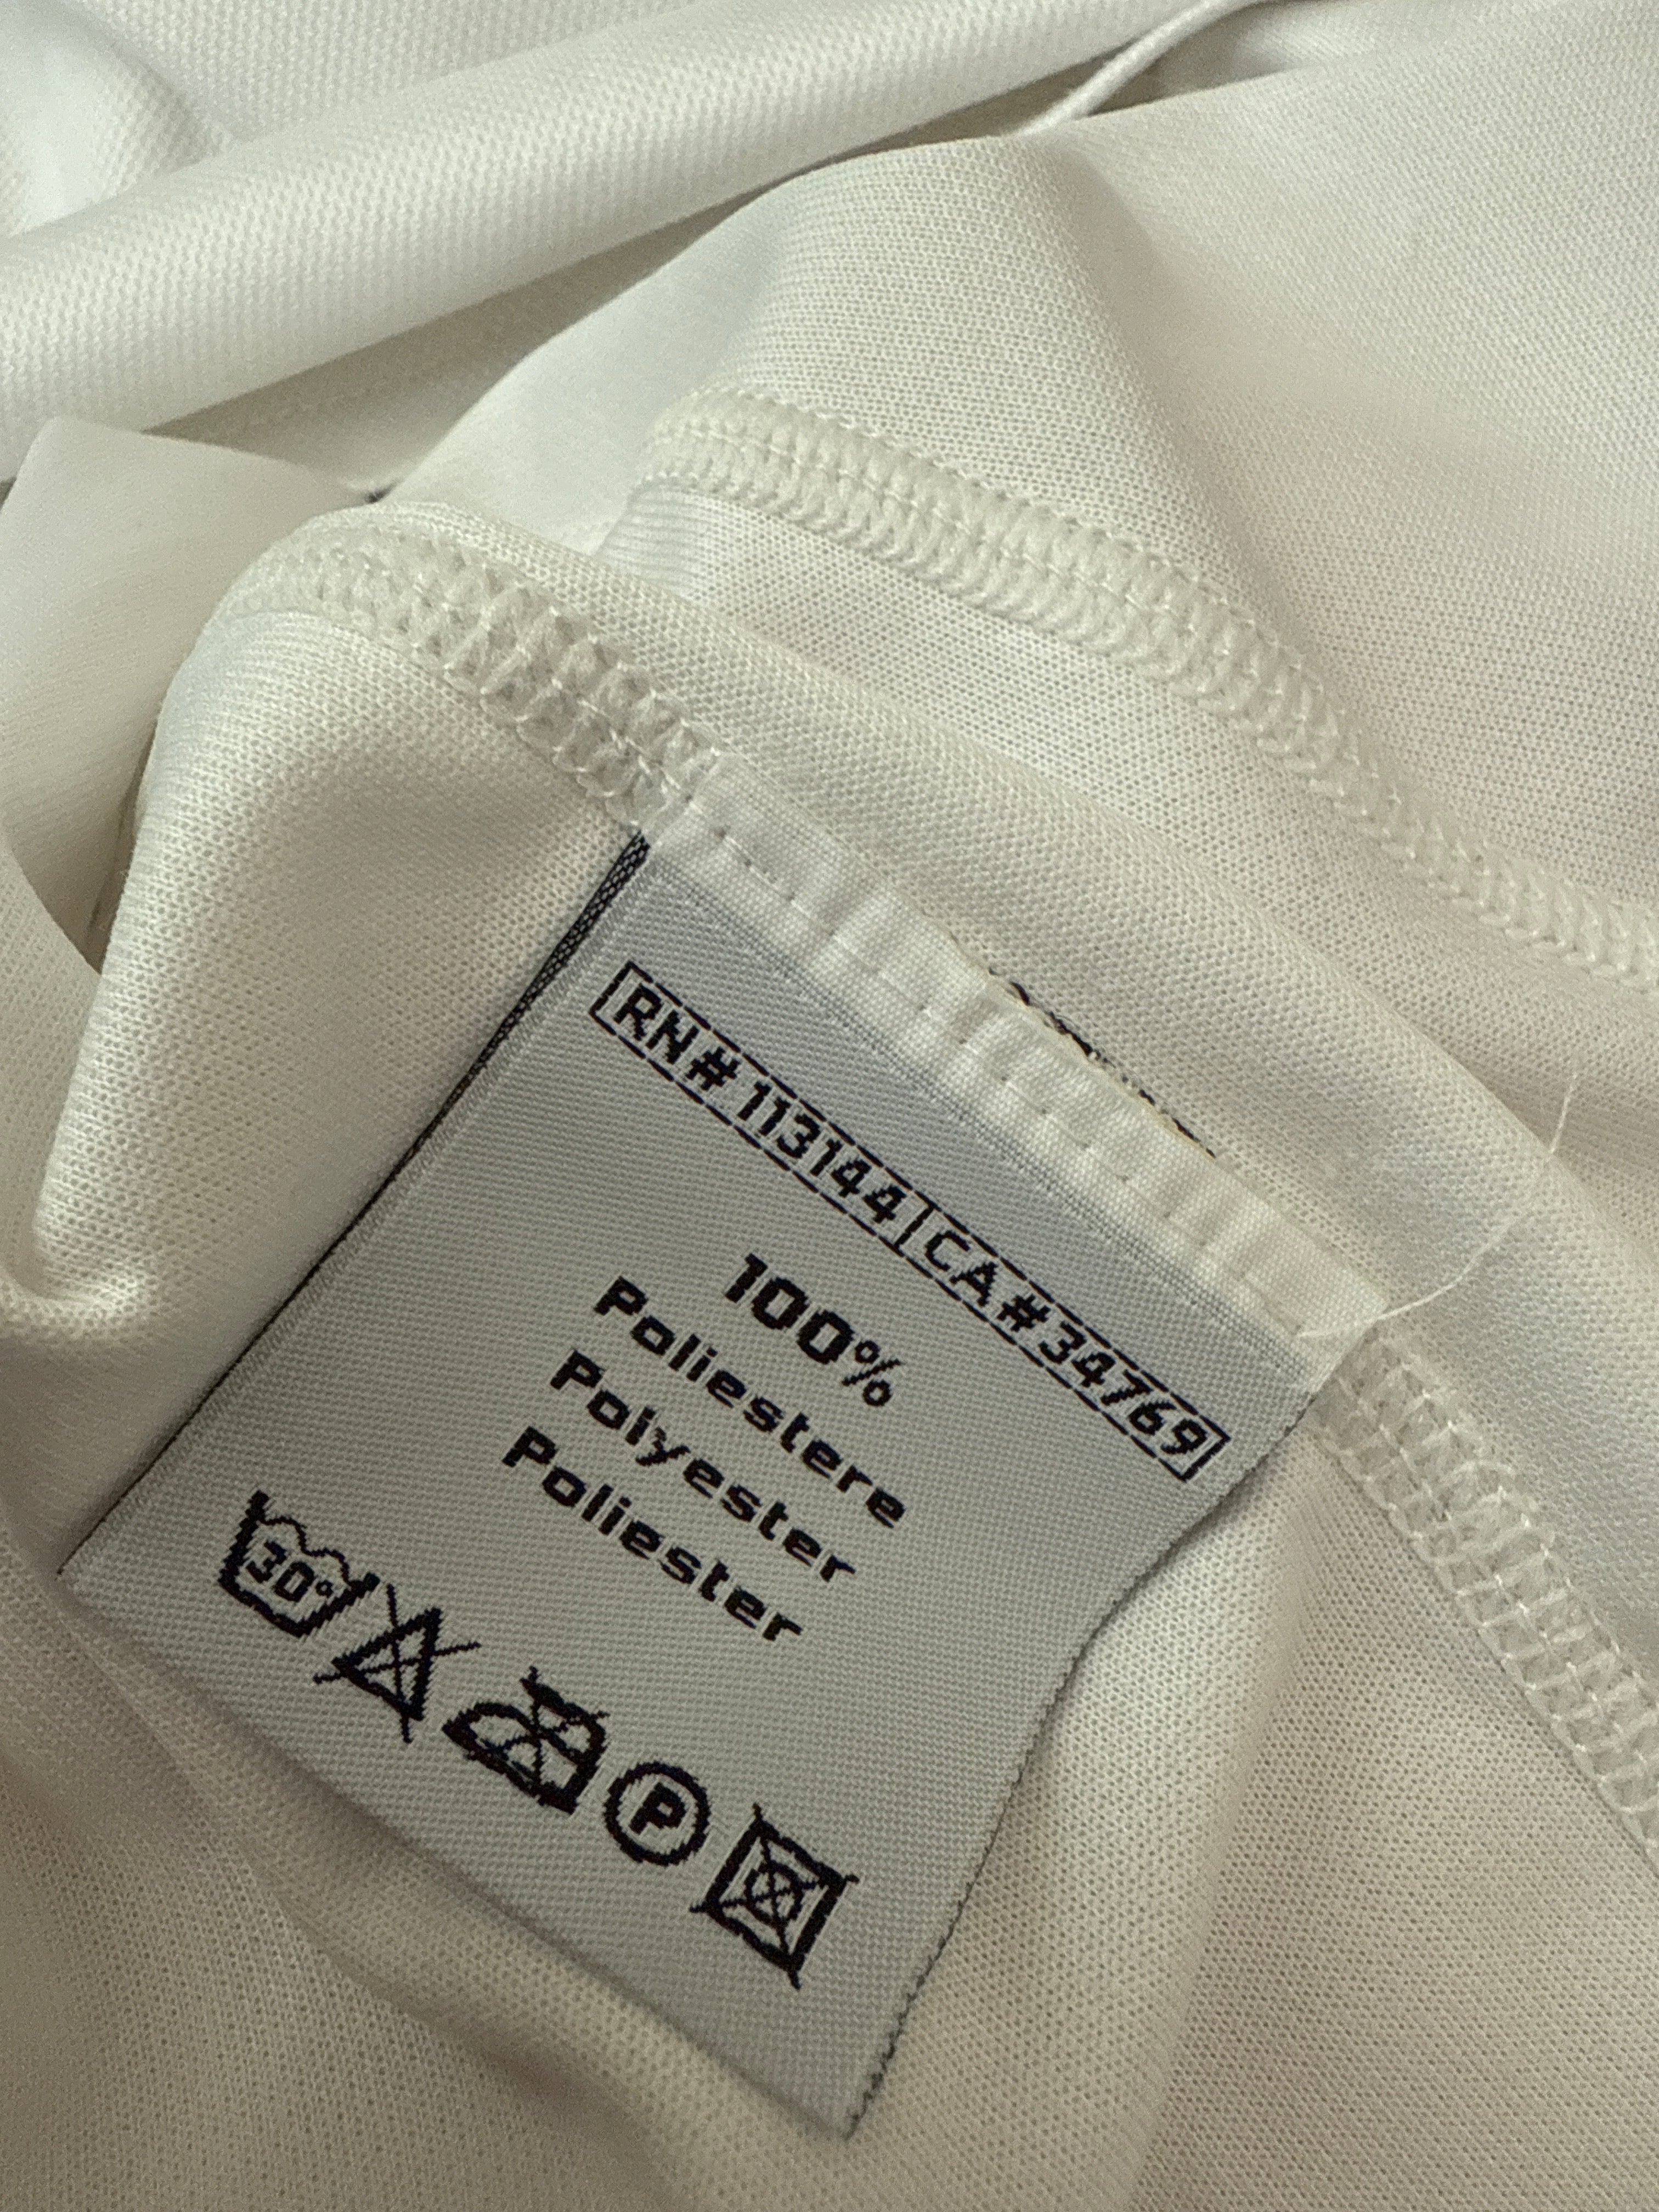 RN# 113144 CA# 34769
100%
Poliestere
Polyester
Poliester
30°
P